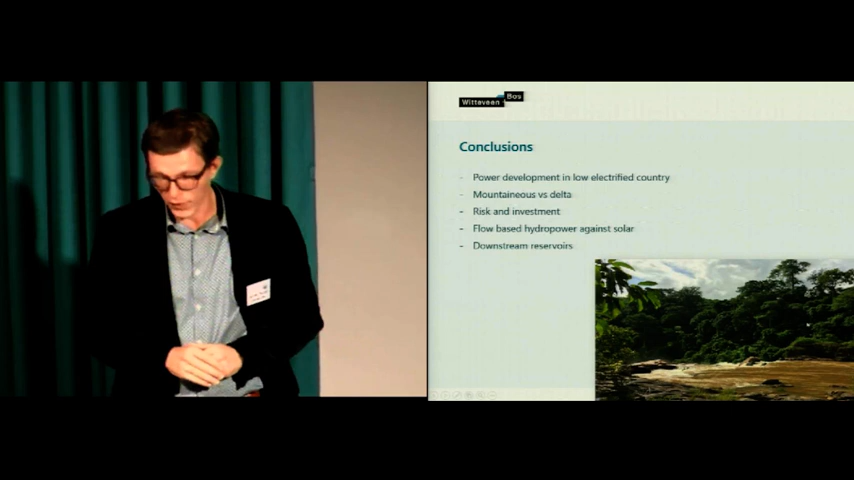 Witteveen
Bos
Conclusions
- Power development in low electrified country
- Mountaineous vs delta
- Risk and investment
- Flow based hydropower against solar
- Downstream reservoirs